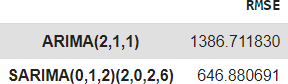 RMSE
ARIMA(2,1,1) 1386.711830
SARIMA(0,1,2)(2,0,2,6) 646.880691